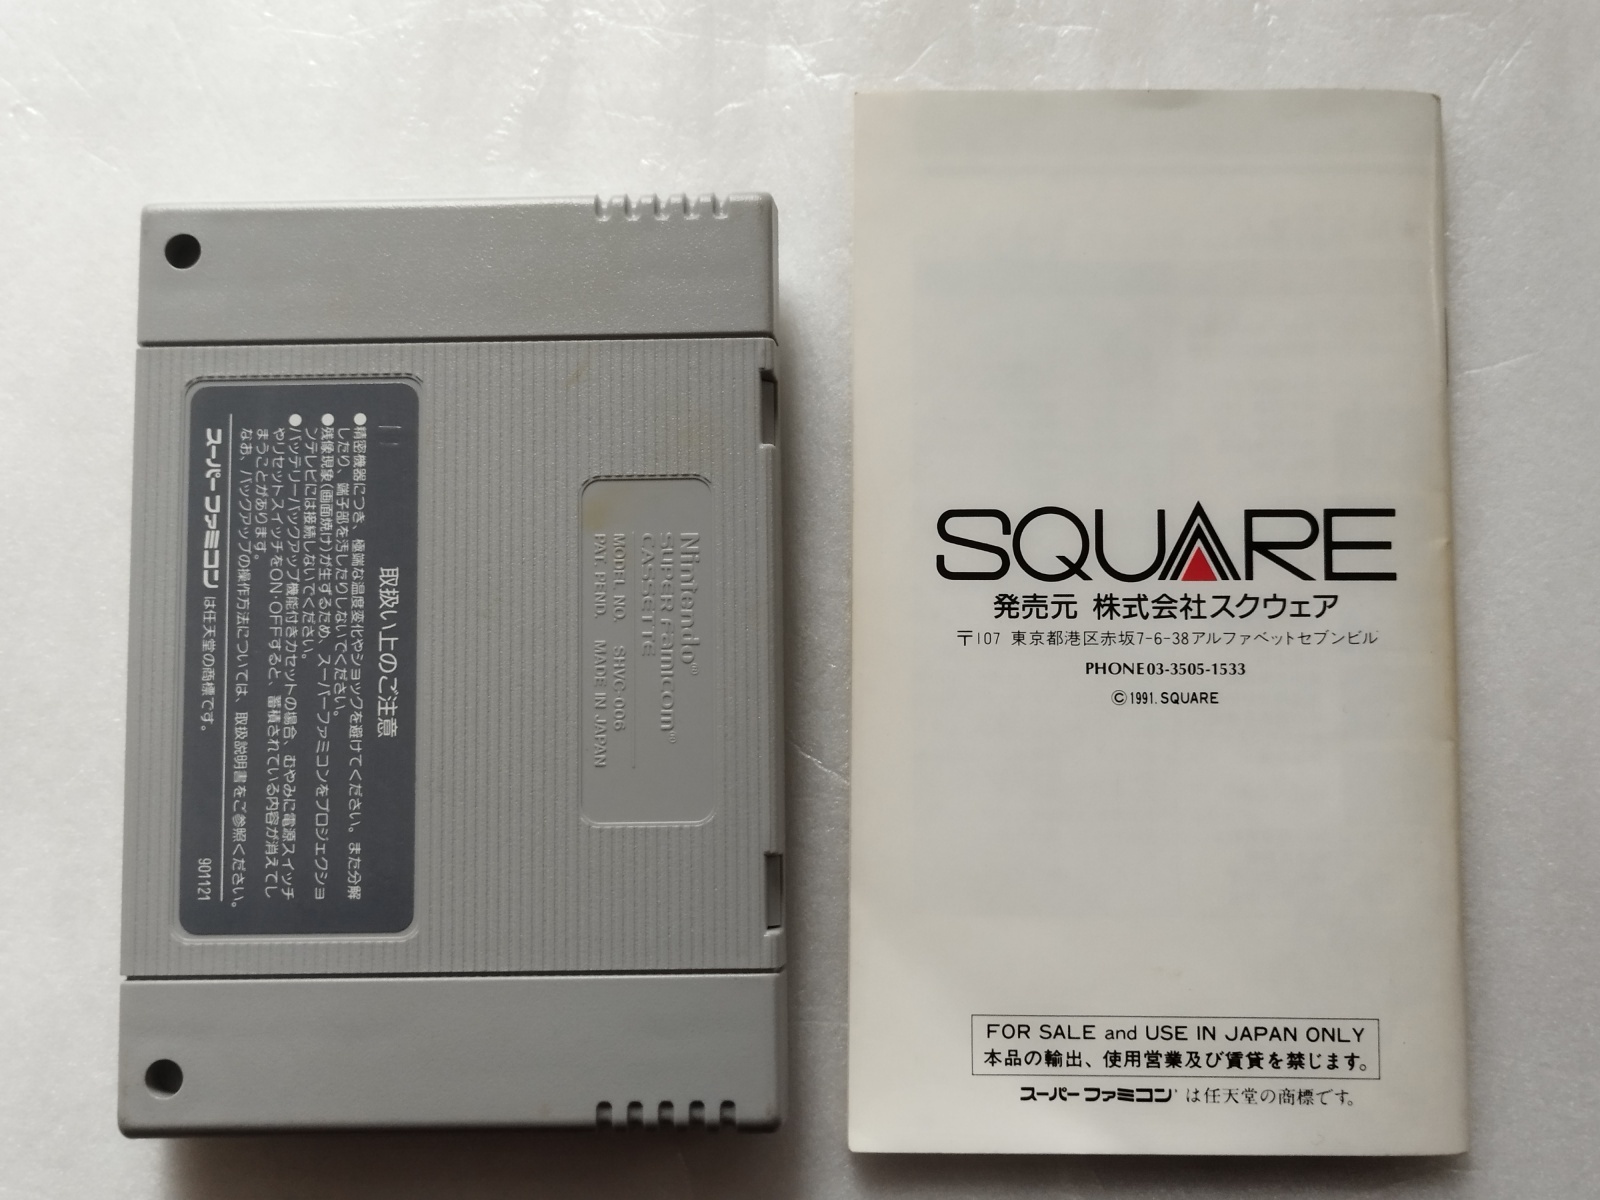 取扱い上のご注意
●精密機器につき、極端な温度変化やショックを避けてください。また分解
したり、端子部を汚したりしないでください。
●残像現象(画面焼け)が生ずるため、スーパーファミコンをプロジェクショ
ンテレビには接続しないでください。
●バッテリーバックアップ機能付きカセットの場合、むやみに電源スイッチ
やリセットスイッチをON・OFFすると、蓄積されている内容が消えてし
まうことがあります。
なお、バックアップの操作方法については、取扱説明書をご参照ください。
スーパーファミコン は任天堂の商標です。 901121
Nintendo
SUPER FAMICOM
CASSETTE
MODEL NO. SHVC-006
PAT. PEND. MADE IN JAPAN
SQUARE
発売元 株式会社スクウェア
〒107 東京都港区赤坂7-6-38アルファベットセブンビル
PHONE03-3505-1533
©1991. SQUARE
FOR SALE and USE IN JAPAN ONLY
本品の輸出、使用営業及び賃貸を禁じます。
スーパーファミコン は任天堂の商標です。